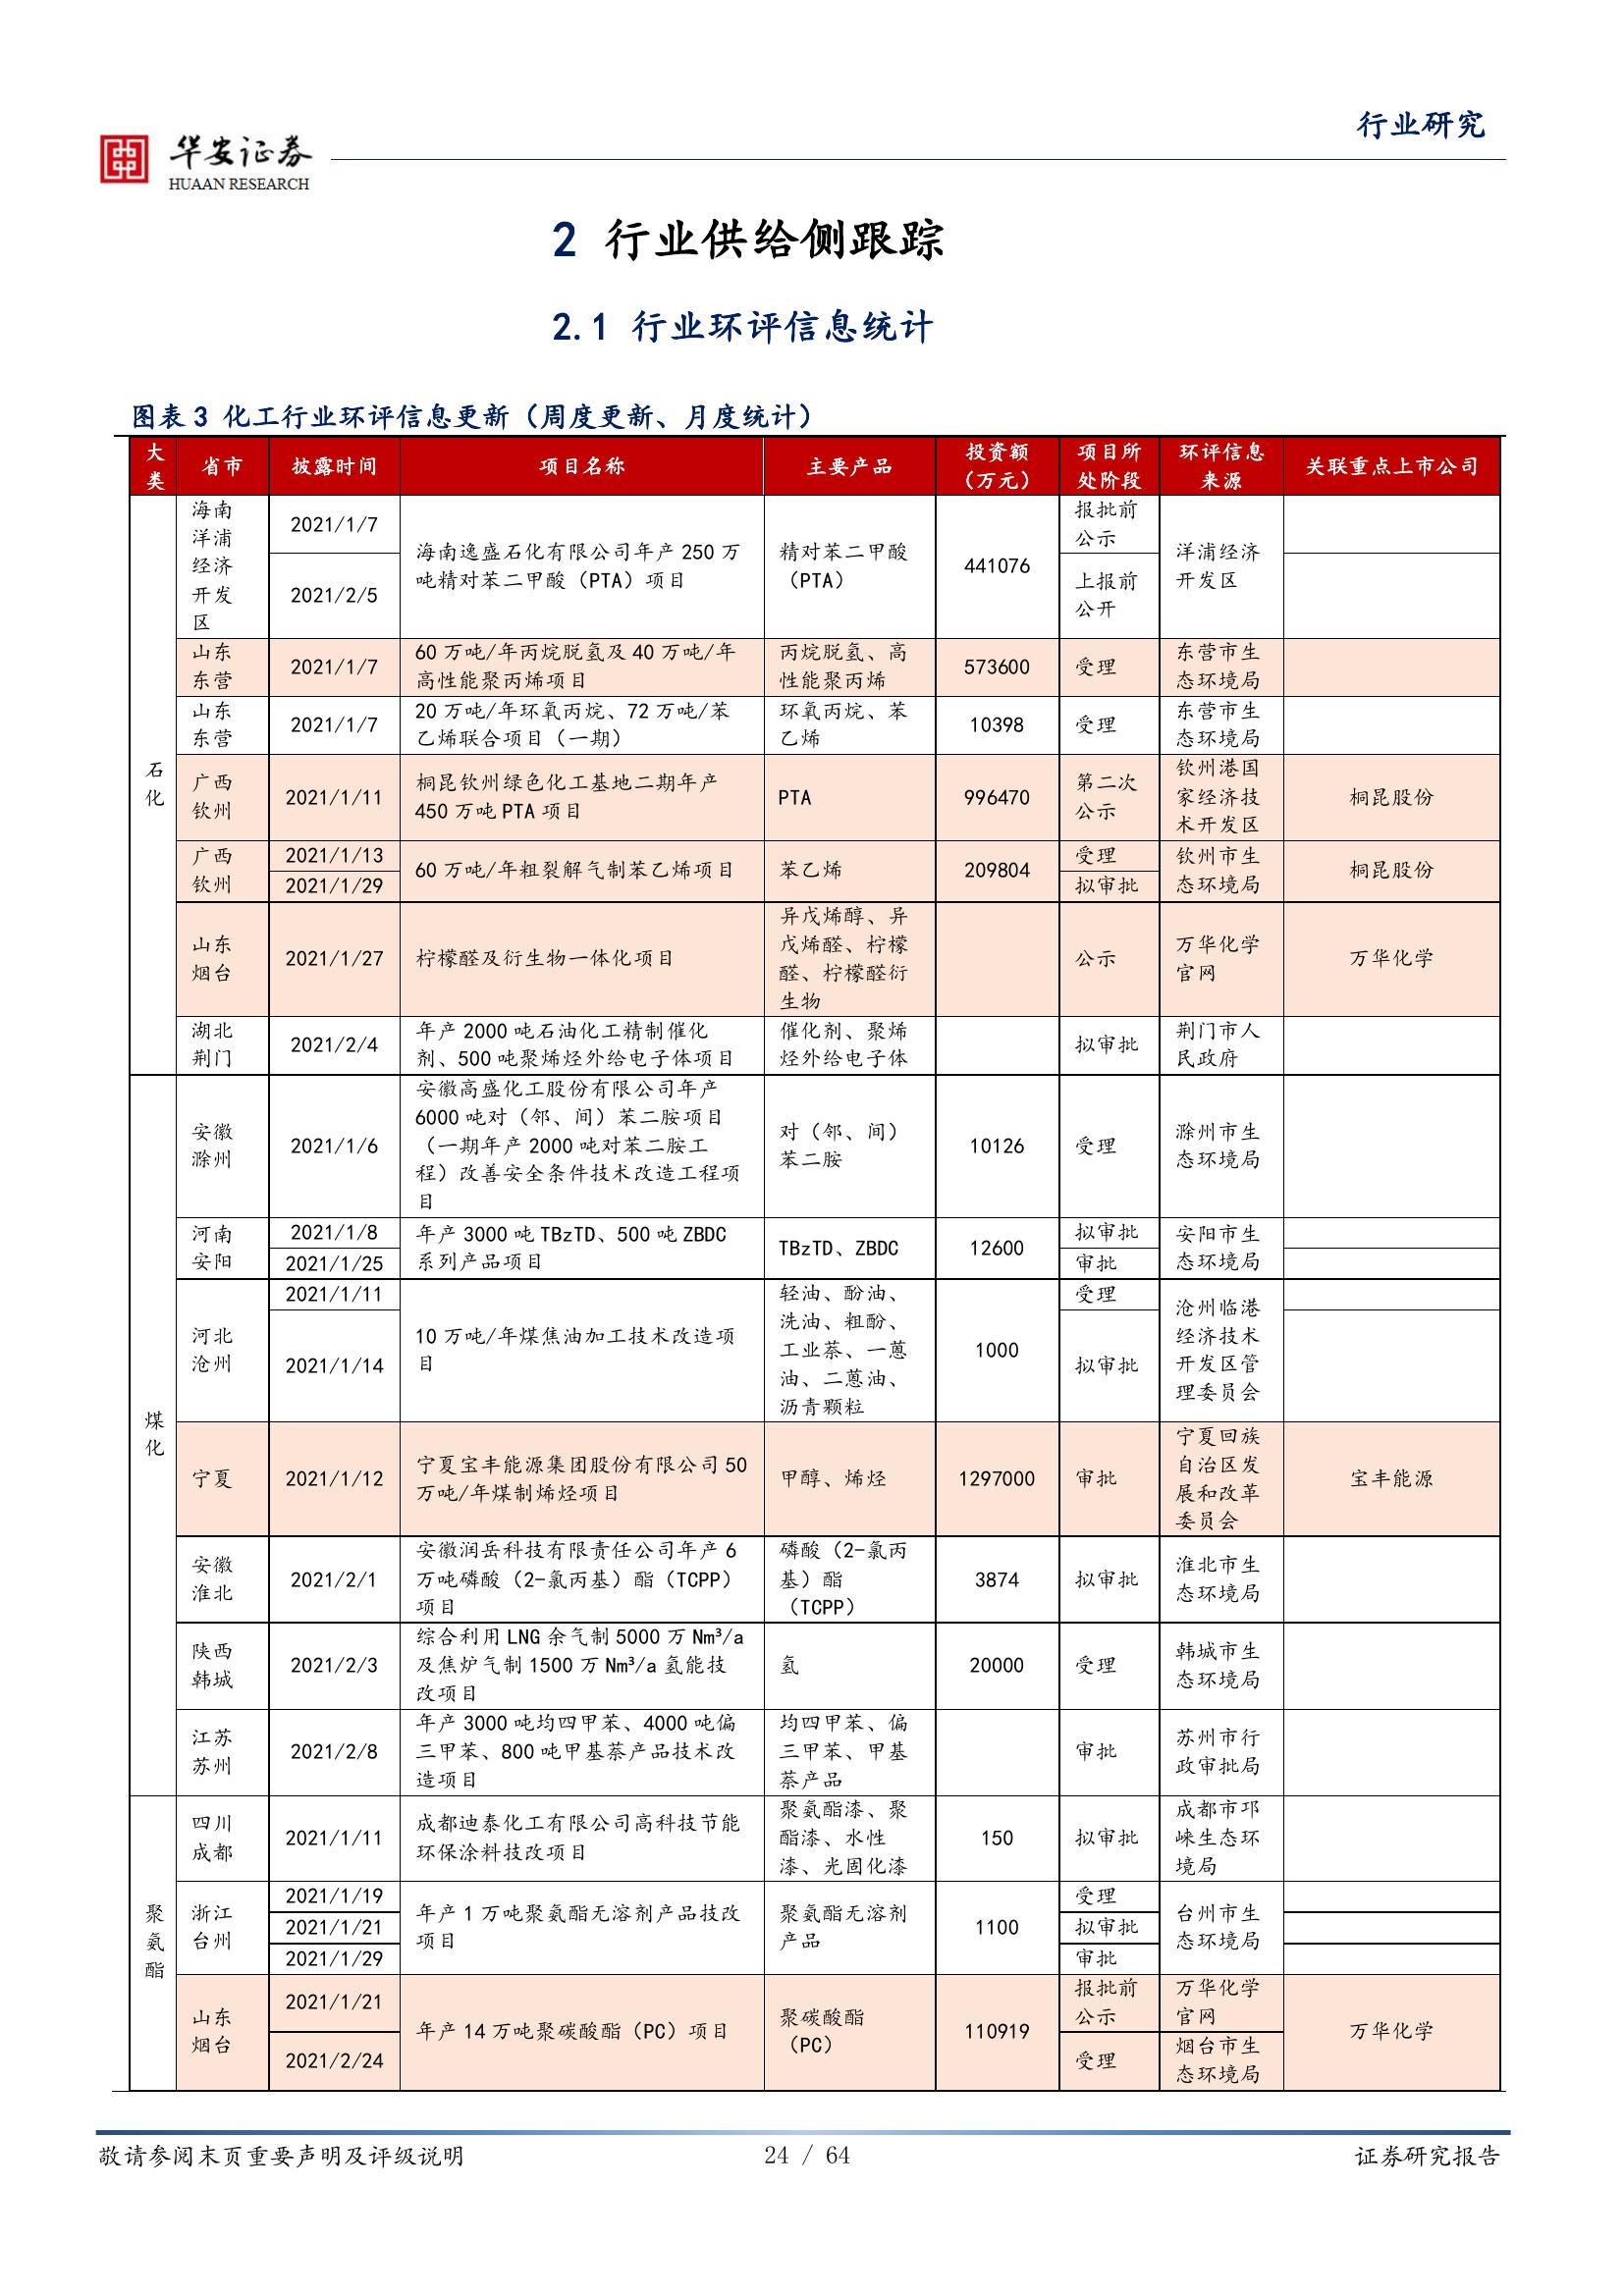 行业研究
华安证券
HUAAN RESEARCH
2 行业供给侧跟踪
2.1 行业环评信息统计
图表 3 化工行业环评信息更新（周度更新、月度统计）
大类 省市 披露时间 项目名称 主要产品 投资额（万元） 项目所处阶段 环评信息来源 关联重点上市公司
石化
海南洋浦经济开发区 2021/1/7 海南逸盛石化有限公司年产 250 万吨精对苯二甲酸（PTA）项目 精对苯二甲酸（PTA） 441076 报批前公示 洋浦经济开发区
2021/2/5 上报前公开
山东东营 2021/1/7 60 万吨/年丙烷脱氢及 40 万吨/年高性能聚丙烯项目 丙烷脱氢、高性能聚丙烯 573600 受理 东营市生态环境局
山东东营 2021/1/7 20 万吨/年环氧丙烷、72 万吨/苯乙烯联合项目（一期） 环氧丙烷、苯乙烯 10398 受理 东营市生态环境局
广西钦州 2021/1/11 桐昆钦州绿色化工基地二期年产 450 万吨 PTA 项目 PTA 996470 第二次公示 钦州港国家经济技术开发区 桐昆股份
广西钦州 2021/1/13 60 万吨/年粗裂解气制苯乙烯项目 苯乙烯 209804 受理 钦州市生态环境局 桐昆股份
2021/1/29 拟审批
山东烟台 2021/1/27 柠檬醛及衍生物一体化项目 异戊烯醇、异戊烯醛、柠檬醛、柠檬醛衍生物 公示 万华化学官网 万华化学
湖北荆门 2021/2/4 年产 2000 吨石油化工精制催化剂、500 吨聚烯烃外给电子体项目 催化剂、聚烯烃外给电子体 拟审批 荆门市人民政府
煤化
安徽滁州 2021/1/6 安徽高盛化工股份有限公司年产 6000 吨对（邻、间）苯二胺项目（一期年产 2000 吨对苯二胺工程）改善安全条件技术改造工程项目 对（邻、间）苯二胺 10126 受理 滁州市生态环境局
河南安阳 2021/1/8 年产 3000 吨 TBzTD、500 吨 ZBDC 系列产品项目 TBzTD、ZBDC 12600 拟审批 安阳市生态环境局
2021/1/25 审批
河北沧州 2021/1/11 10 万吨/年煤焦油加工技术改造项目 轻油、酚油、洗油、粗酚、工业萘、一蒽油、二蒽油、沥青颗粒 1000 受理 沧州临港经济技术开发区管理委员会
2021/1/14 拟审批
宁夏 2021/1/12 宁夏宝丰能源集团股份有限公司 50 万吨/年煤制烯烃项目 甲醇、烯烃 1297000 审批 宁夏回族自治区发展和改革委员会 宝丰能源
安徽淮北 2021/2/1 安徽润岳科技有限责任公司年产 6 万吨磷酸（2-氯丙基）酯（TCPP）项目 磷酸（2-氯丙基）酯（TCPP） 3874 拟审批 淮北市生态环境局
陕西韩城 2021/2/3 综合利用 LNG 余气制 5000 万 Nm³/a 及焦炉气制 1500 万 Nm³/a 氢能技改项目 氢 20000 受理 韩城市生态环境局
江苏苏州 2021/2/8 年产 3000 吨均四甲苯、4000 吨偏三甲苯、800 吨甲基萘产品技术改造项目 均四甲苯、偏三甲苯、甲基萘产品 审批 苏州市行政审批局
聚氨酯
四川成都 2021/1/11 成都迪泰化工有限公司高科技节能环保涂料技改项目 聚氨酯漆、聚酯漆、水性漆、光固化漆 150 拟审批 成都市邛崃生态环境局
浙江台州 2021/1/19 年产 1 万吨聚氨酯无溶剂产品技改项目 聚氨酯无溶剂产品 1100 受理 台州市生态环境局
2021/1/21 拟审批
2021/1/29 审批
山东烟台 2021/1/21 年产 14 万吨聚碳酸酯（PC）项目 聚碳酸酯（PC） 110919 报批前公示 万华化学官网 万华化学
2021/2/24 受理 烟台市生态环境局
敬请参阅末页重要声明及评级说明 24 / 64 证券研究报告